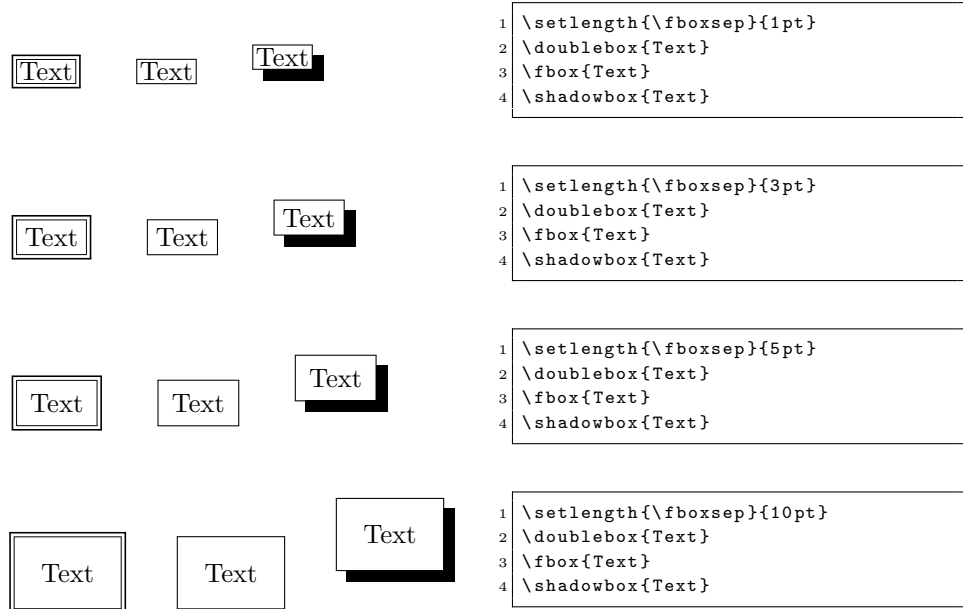 Text Text Text
1 \setlength{\fboxsep}{1pt}
2 \doublebox{Text}
3 \fbox{Text}
4 \shadowbox{Text}
Text Text Text
1 \setlength{\fboxsep}{3pt}
2 \doublebox{Text}
3 \fbox{Text}
4 \shadowbox{Text}
Text Text Text
1 \setlength{\fboxsep}{5pt}
2 \doublebox{Text}
3 \fbox{Text}
4 \shadowbox{Text}
Text Text Text
1 \setlength{\fboxsep}{10pt}
2 \doublebox{Text}
3 \fbox{Text}
4 \shadowbox{Text}